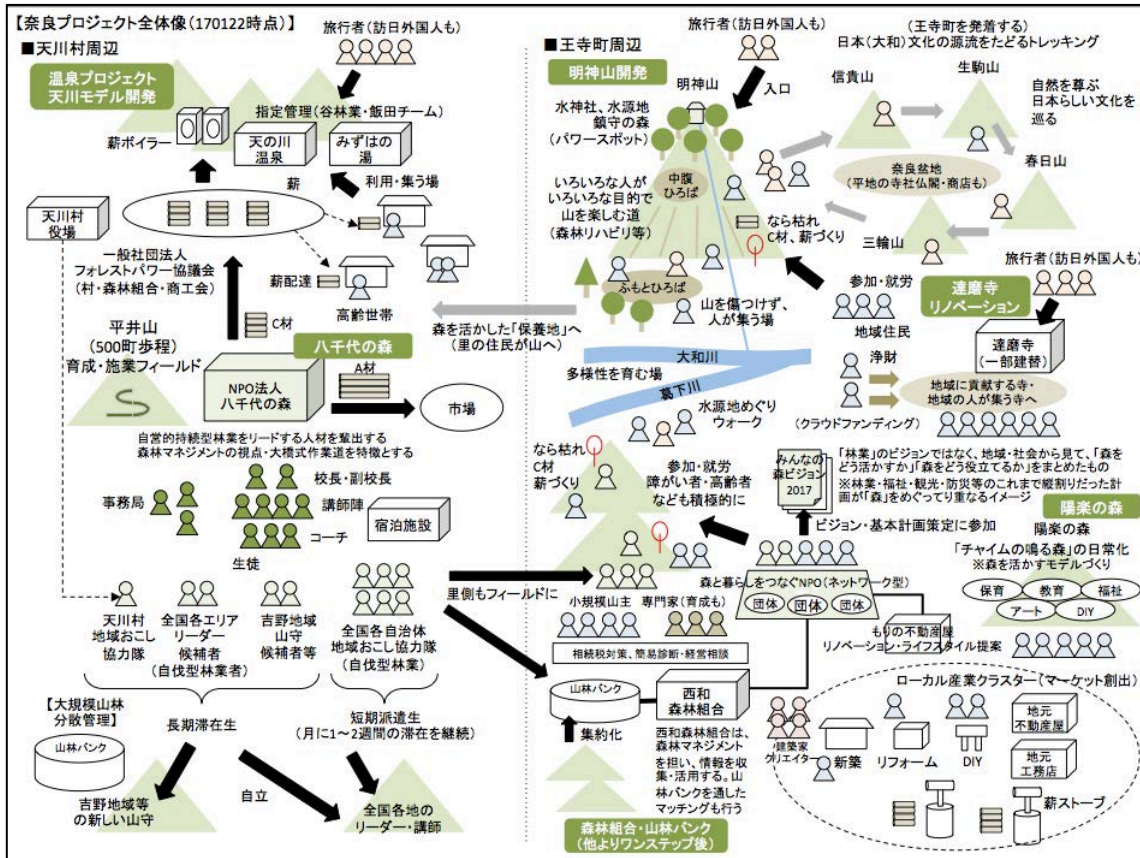 【奈良プロジェクト全体像(170122時点)】
■天川村周辺
旅行者(訪日外国人も)
温泉プロジェクト
天川モデル開発
指定管理(谷林業・飯田チーム)
薪ボイラー
天の川
温泉
みずはの
湯
薪
利用・集う場
天川村
役場
一般社団法人
フォレストパワー協議会
(村・森林組合・商工会)
薪配達
高齢世帯
C材
平井山
(500町歩程)
育成・施業フィールド
八千代の森
A材
NPO法人
八千代の森
市場
自営的持続型林業をリードする人材を輩出する
森林マネジメントの視点・大橋式作業道を特徴とする
校長・副校長
事務局
講師陣
宿泊施設
コーチ
生徒
天川村
地域おこし
協力隊
全国各エリア
リーダー
候補者
(自伐型林業者)
吉野地域
山守
候補者等
全国各自治体
地域おこし協力隊
(自伐型林業)
【大規模山林
分散管理】
山林バンク
長期滞在生
短期派遣生
(月に1〜2週間の滞在を継続)
自立
吉野地域等
の新しい山守
全国各地の
リーダー・講師
■王寺町周辺
旅行者(訪日外国人も)
明神山開発
明神山
入口
水神社、水源地
鎮守の森
(パワースポット)
中腹
ひろば
いろいろな人が
いろいろな目的で
山を楽しむ道
(森林リハビリ等)
なら枯れ
C材、薪づくり
ふもとひろば
山を傷つけず、
人が集う場
森を活かした「保養地」へ
(里の住民が山へ)
(王寺町を発着する)
日本(大和)文化の源流をたどるトレッキング
信貴山
生駒山
自然を尊ぶ
日本らしい文化を
巡る
春日山
奈良盆地
(平地の寺社仏閣・商店も)
三輪山
旅行者(訪日外国人も)
参加・就労
地域住民
達磨寺
リノベーション
達磨寺
(一部建替)
浄財
(クラウドファンディング)
地域に貢献する寺・
地域の人が集う寺へ
大和川
多様性を育む場
葛下川
水源地めぐり
ウォーク
なら枯れ
C材
薪づくり
参加・就労
障がい者・高齢者
なども積極的に
みんなの
森ビジョン
2017
「林業」のビジョンではなく、地域・社会から見て、「森を
どう活かすか」「森をどう役立てるか」をまとめたもの
※林業・福祉・観光・防災等のこれまで縦割りだった計
画が「森」をめぐってり重なるイメージ
ビジョン・基本計画策定に参加
陽楽の森
陽楽の森
「チャイムの鳴る森」の日常化
※森を活かすモデルづくり
保育
教育
福祉
アート
DIY
里側もフィールドに
小規模山主
専門家(育成も)
相続税対策、簡易診断・経営相談
森と暮らしをつなぐNPO(ネットワーク型)
団体
団体
団体
もりの不動産屋
リノベーション・ライフスタイル提案
山林バンク
西和
森林組合
集約化
西和森林組合は、
森林マネジメント
を担い、情報を収
集・活用する。山
林バンクを通した
マッチングも行う
森林組合・山林バンク
(他よりワンステップ後)
ローカル産業クラスター(マーケット創出)
建築家
クリエイター
新築
リフォーム
DIY
地元
不動産屋
地元
工務店
薪ストーブ